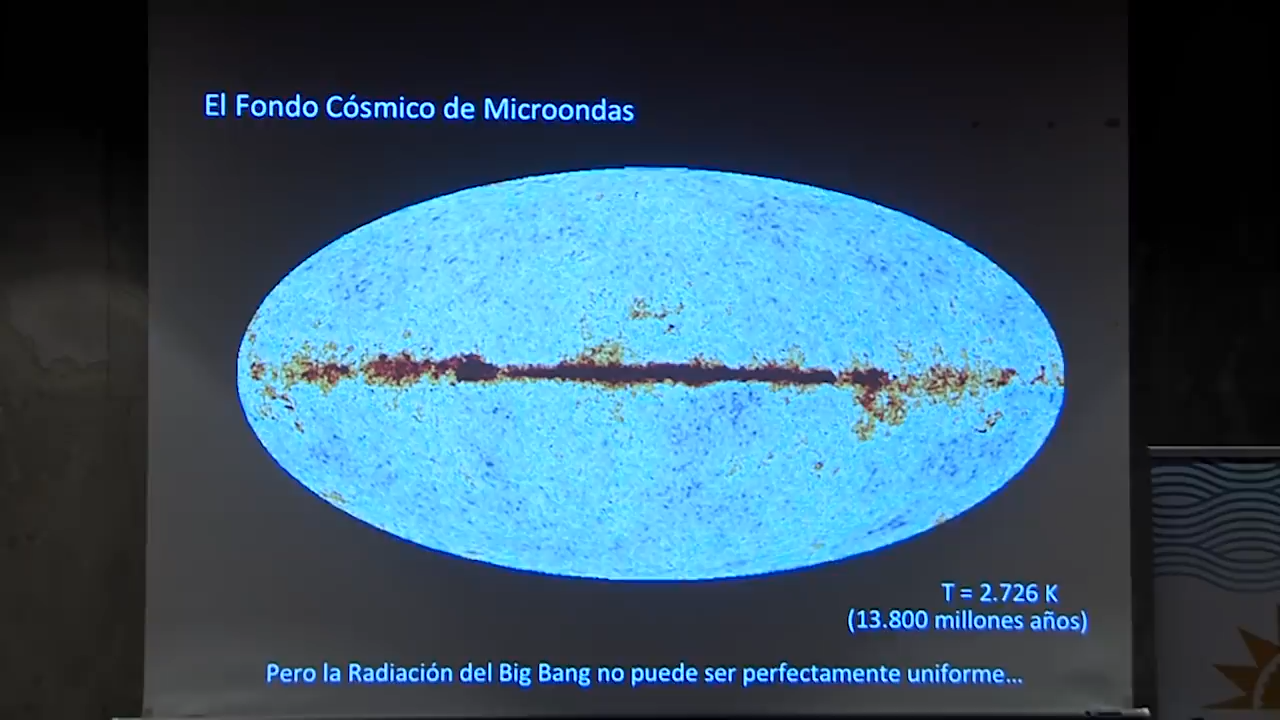 El Fondo Cósmico de Microondas
T = 2.726 K
(13.800 millones años)
Pero la Radiación del Big Bang no puede ser perfectamente uniforme...